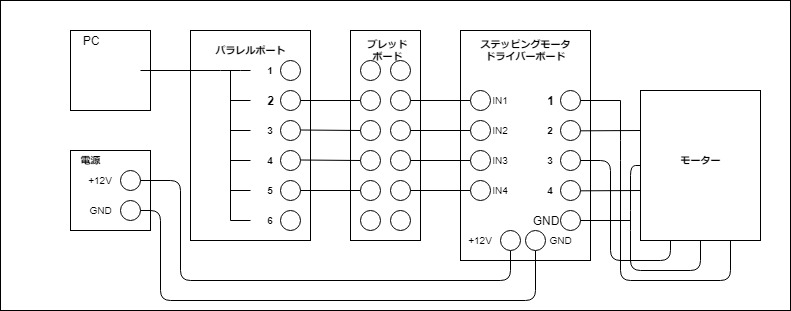 PC
パラレルポート
1
2
3
4
5
6
ブレッド
ボード
ステッピングモータ
ドライバーボード
IN1
IN2
IN3
IN4
1
2
3
4
GND
+12V
GND
モーター
電源
+12V
GND